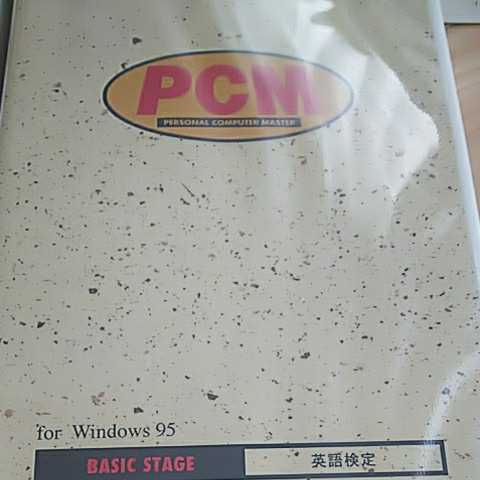 PCM
PERSONAL COMPUTER MASTER
for Windows 95
BASIC STAGE 英語検定